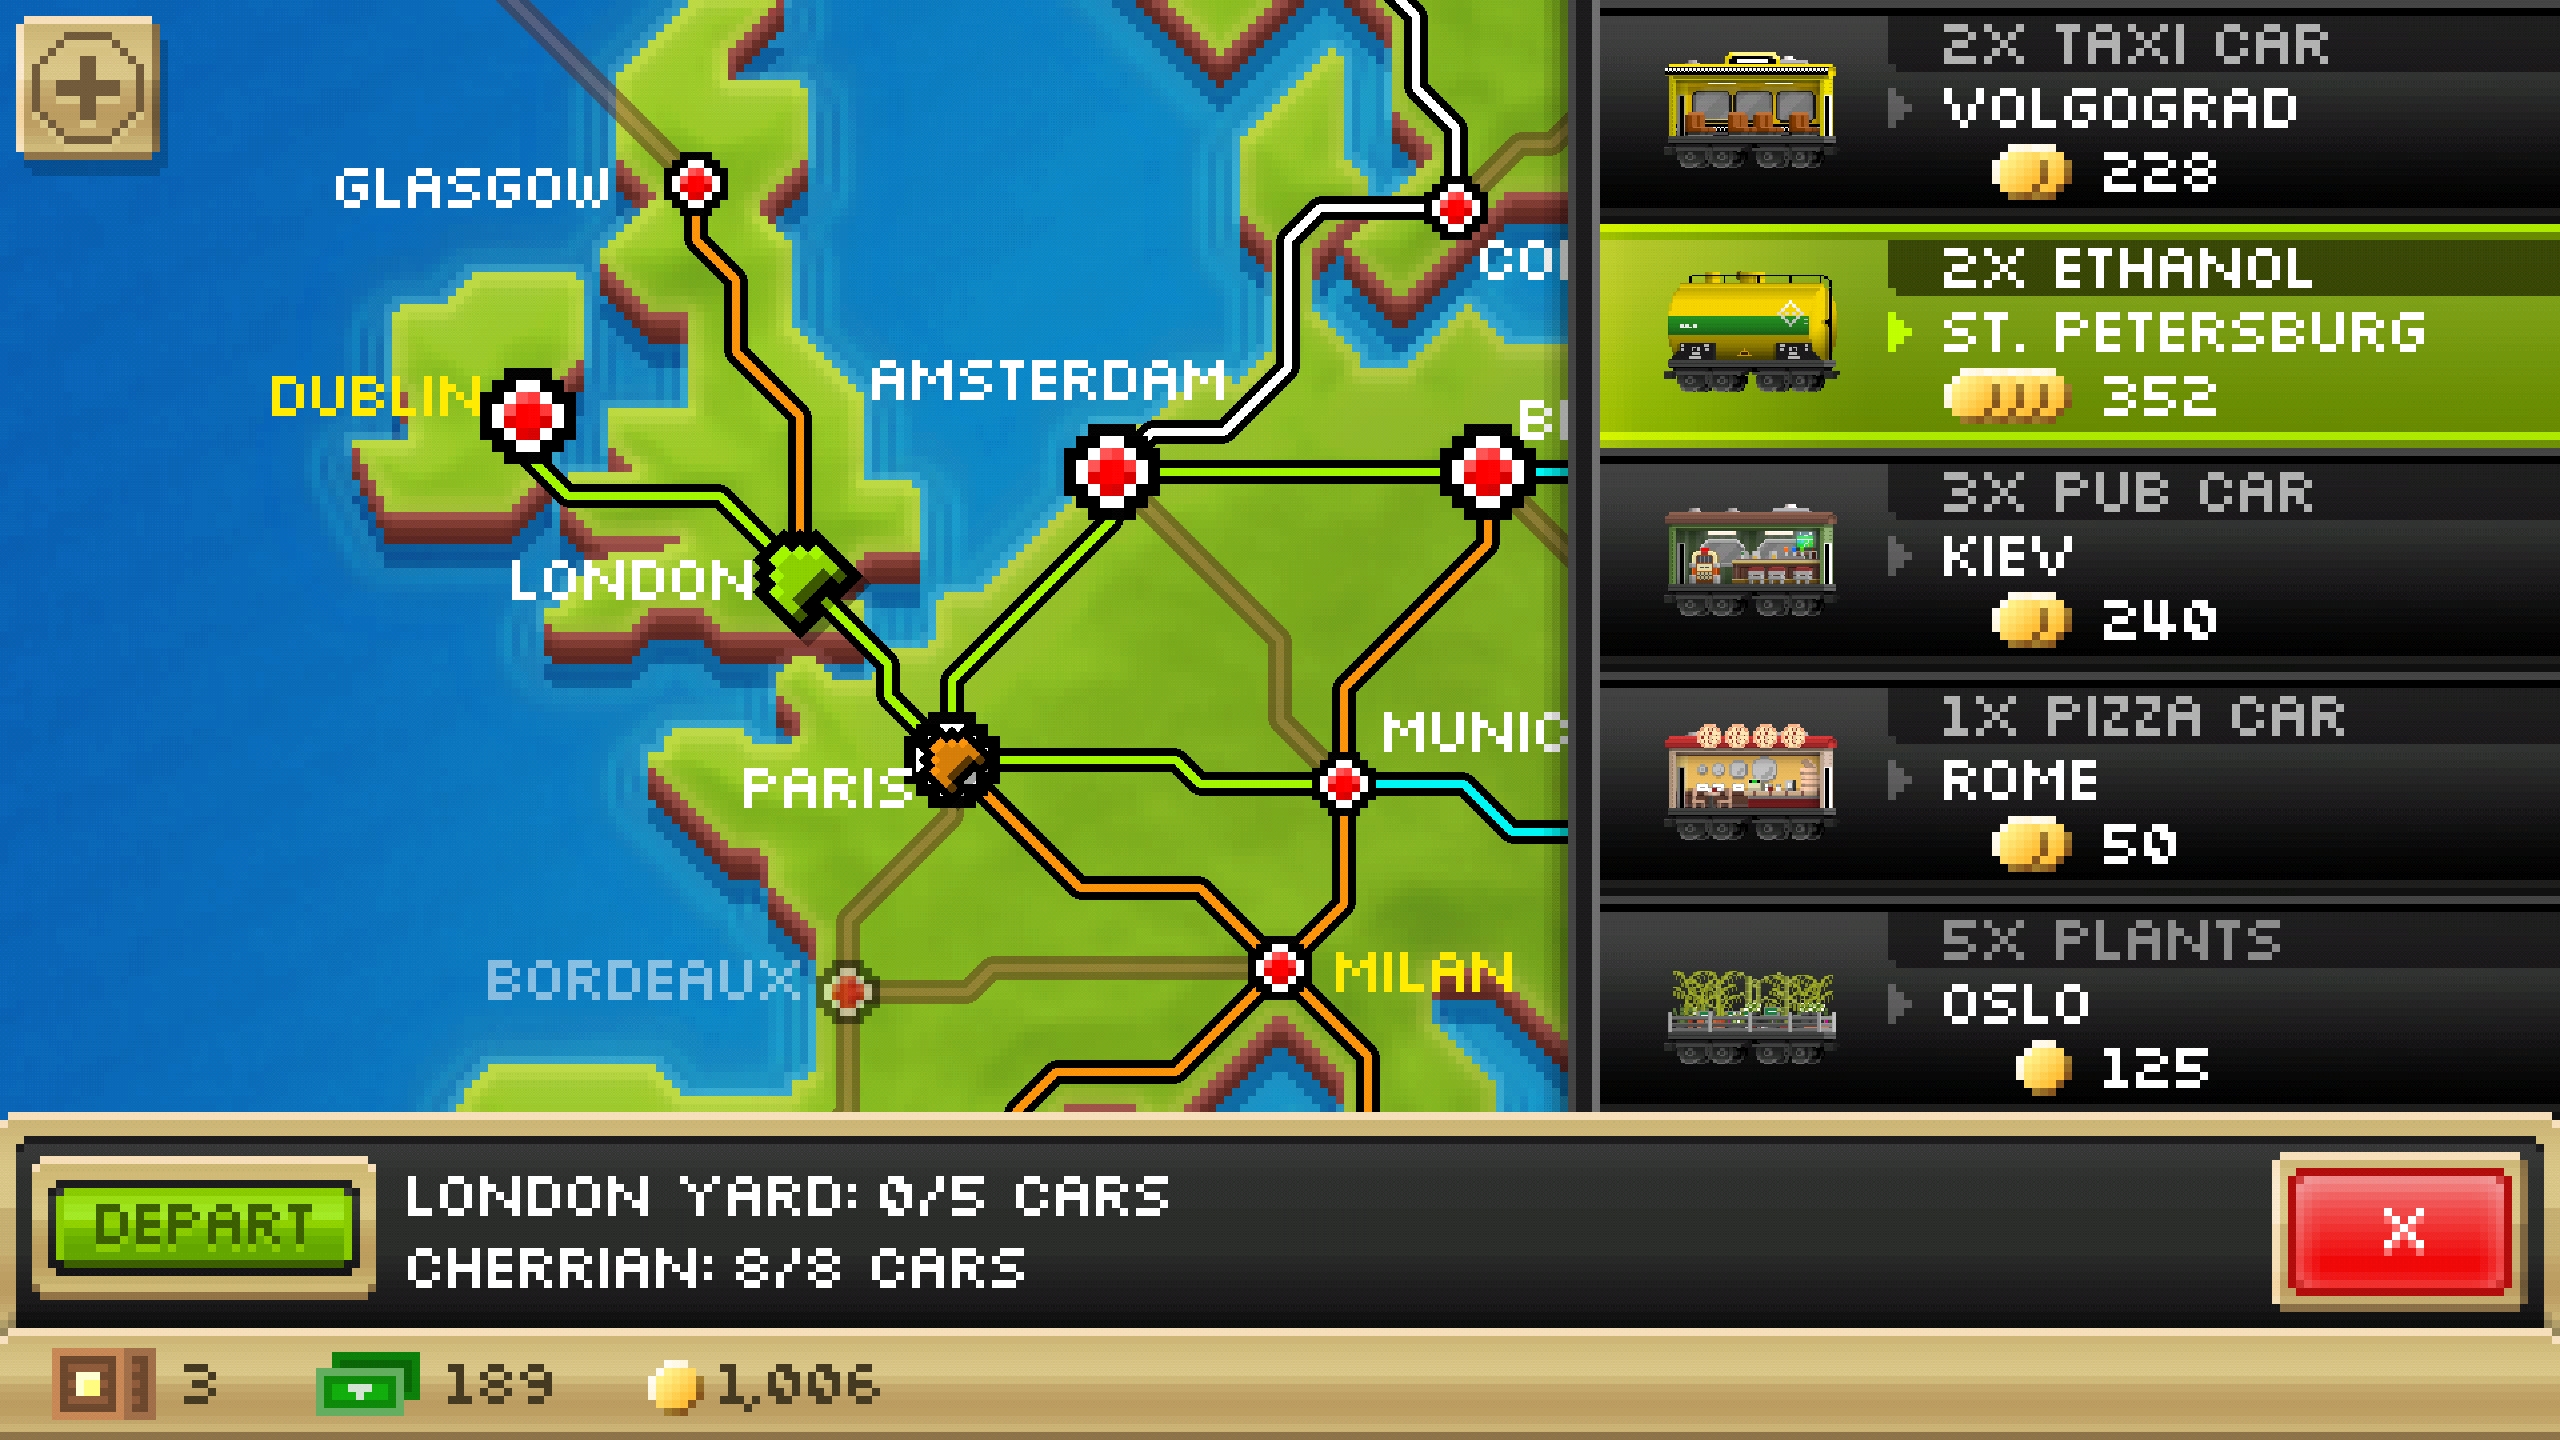 GLASGOW
DUBLIN
AMSTERDAM
LONDON
PARIS
MUNIC
BORDEAUX
MILAN
2X TAXI CAR
VOLGOGRAD
228
2X ETHANOL
ST. PETERSBURG
352
3X PUB CAR
KIEV
240
1X PIZZA CAR
ROME
50
5X PLANTS
OSLO
125
DEPART
LONDON YARD: 0/5 CARS
CHERRIAN: 8/8 CARS
X
3
189
1,006